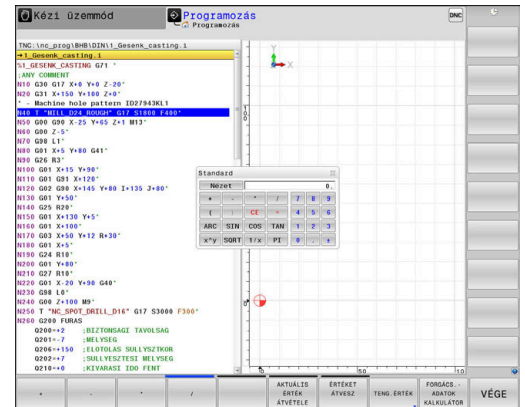 Kézi üzemmód
Programozás
Programozás
DNC
TNC:\nc_prog\BHB\DIN\1_Gesenk_casting.i
→1_Gesenk_casting.i
%1_GESENK_CASTING G71 *
;ANY COMMENT
N10 G30 G17 X+0 Y+0 Z-20*
N20 G31 X+150 Y+100 Z+0*
* - Machine hole pattern ID27943KL1
N40 T "MILL_D24_ROUGH" G17 S1800 F400*
N50 G00 G90 X-25 Y+65 Z+1 M13*
N60 G00 Z-5*
N70 G98 L1*
N80 G01 X+5 Y+80 G41*
N90 G26 R3*
N100 G01 X+15 Y+90*
N110 G01 G91 X+120*
N120 G02 G90 X+145 Y+80 I+135 J+80*
N130 G01 Y+50*
N140 G25 R20*
N150 G01 X+130 Y+5*
N160 G01 X+100*
N170 G03 X+50 Y+12 R+30*
N180 G01 X+5*
N190 G24 R10*
N200 G01 Y+80*
N210 G27 R10*
N220 G01 X-20 Y+90 G40*
N230 G98 L0*
N240 G00 Z+100 M9*
N250 T "NC_SPOT_DRILL_D16" G17 S3000 F300*
N260 G200 FURAS
Q200=+2 ;BIZTONSAGI TAVOLSAG
Q201=-7 ;MELYSEG
Q206=+150 ;ELOTOLAS SULLYSZTKOR
Q202=+7 ;SULLYESZTESI MELYSEG
Q210=+0 ;KIVARASI IDO FENT
Y
X
100
0
0
50
10
Standard
Nézet 0.
+ - * / 7 8 9
( ) CE = 4 5 6
ARC SIN COS TAN 1 2 3
x^y SQRT 1/x PI 0 . ±
+ - * /
AKTUÁLIS ÉRTÉK ÁTVÉTELE
ÉRTÉKET ÁTVESZ
TENG.ÉRTÉK
FORGÁCS.- ADATOK KALKULÁTOR
VÉGE